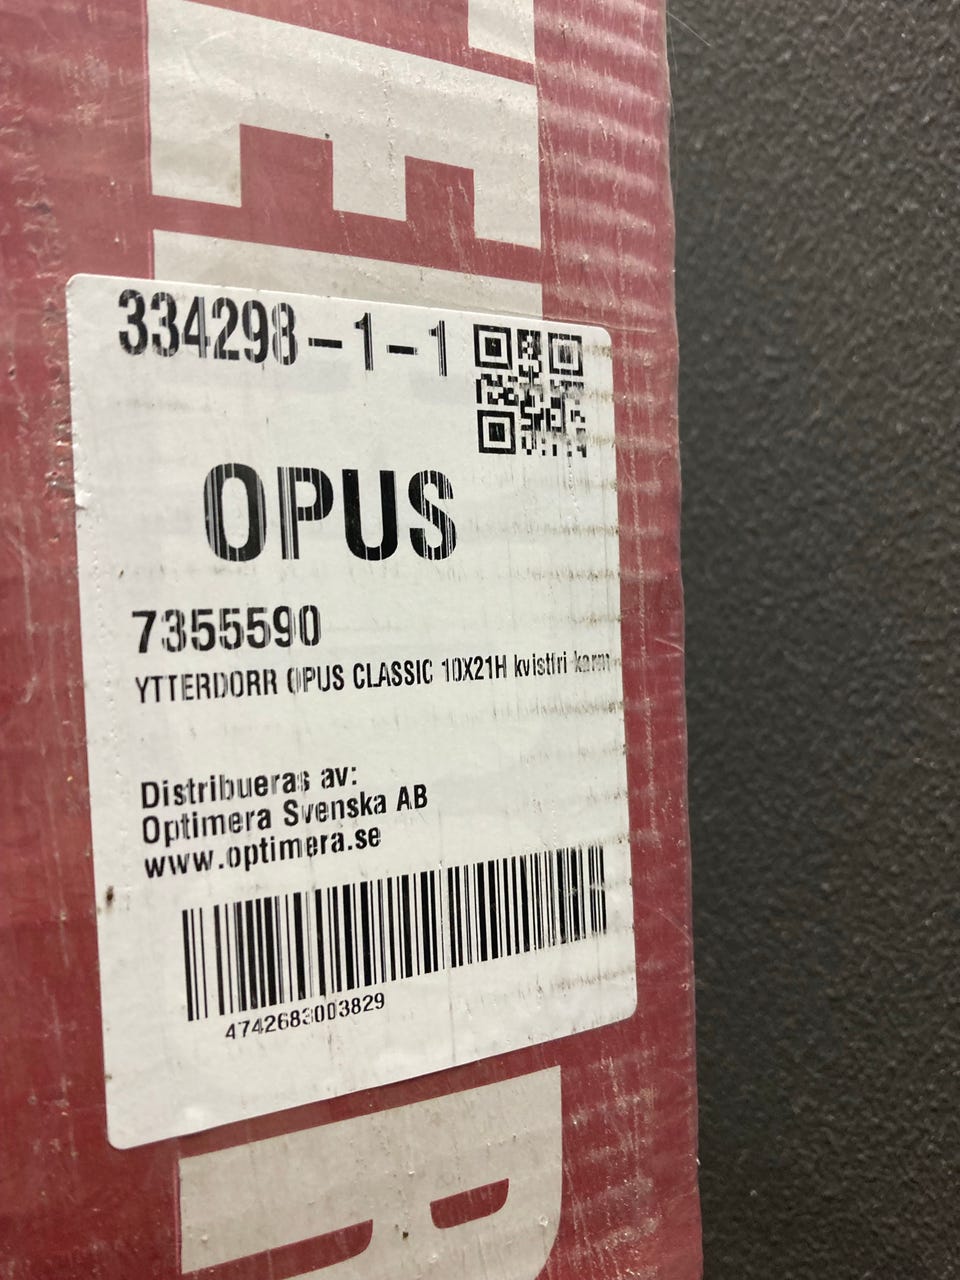 334298-1-1
OPUS
7355590
YTTERDORR OPUS CLASSIC 10X21H kvistfri karm
Distribueras av:
Optimera Svenska AB
www.optimera.se
4742683003829